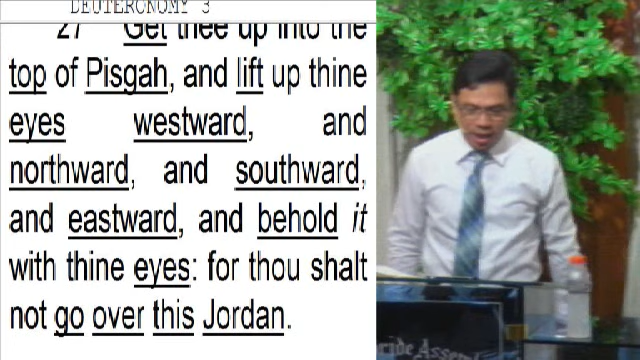 DEUTERONOMY 3
27 Get thee up into the
top of Pisgah, and lift up thine
eyes westward, and
northward, and southward,
and eastward, and behold it
with thine eyes: for thou shalt
not go over this Jordan.